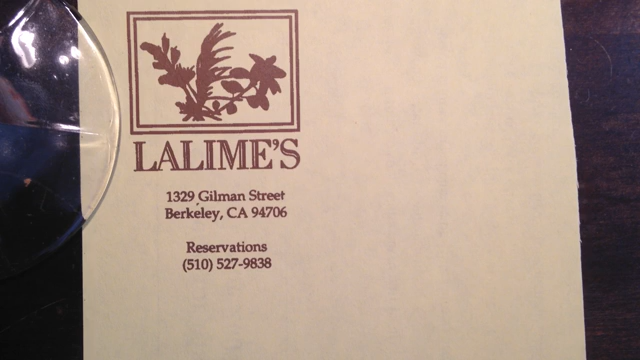 LALIME'S
1329 Gilman Street
Berkeley, CA 94706
Reservations
(510) 527-9838